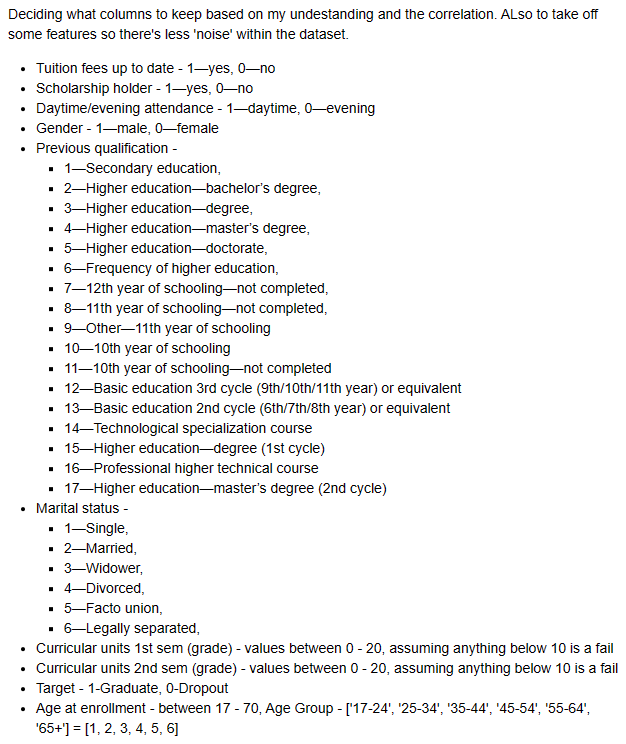 Deciding what columns to keep based on my undestanding and the correlation. ALso to take off
some features so there's less 'noise' within the dataset.
• Tuition fees up to date - 1—yes, 0—no
• Scholarship holder - 1—yes, 0—no
• Daytime/evening attendance - 1—daytime, 0—evening
• Gender - 1—male, 0—female
• Previous qualification -
▪ 1—Secondary education,
▪ 2—Higher education—bachelor’s degree,
▪ 3—Higher education—degree,
▪ 4—Higher education—master’s degree,
▪ 5—Higher education—doctorate,
▪ 6—Frequency of higher education,
▪ 7—12th year of schooling—not completed,
▪ 8—11th year of schooling—not completed,
▪ 9—Other—11th year of schooling
▪ 10—10th year of schooling
▪ 11—10th year of schooling—not completed
▪ 12—Basic education 3rd cycle (9th/10th/11th year) or equivalent
▪ 13—Basic education 2nd cycle (6th/7th/8th year) or equivalent
▪ 14—Technological specialization course
▪ 15—Higher education—degree (1st cycle)
▪ 16—Professional higher technical course
▪ 17—Higher education—master’s degree (2nd cycle)
• Marital status -
▪ 1—Single,
▪ 2—Married,
▪ 3—Widower,
▪ 4—Divorced,
▪ 5—Facto union,
▪ 6—Legally separated,
• Curricular units 1st sem (grade) - values between 0 - 20, assuming anything below 10 is a fail
• Curricular units 2nd sem (grade) - values between 0 - 20, assuming anything below 10 is a fail
• Target - 1-Graduate, 0-Dropout
• Age at enrollment - between 17 - 70, Age Group - ['17-24', '25-34', '35-44', '45-54', '55-64',
'65+'] = [1, 2, 3, 4, 5, 6]